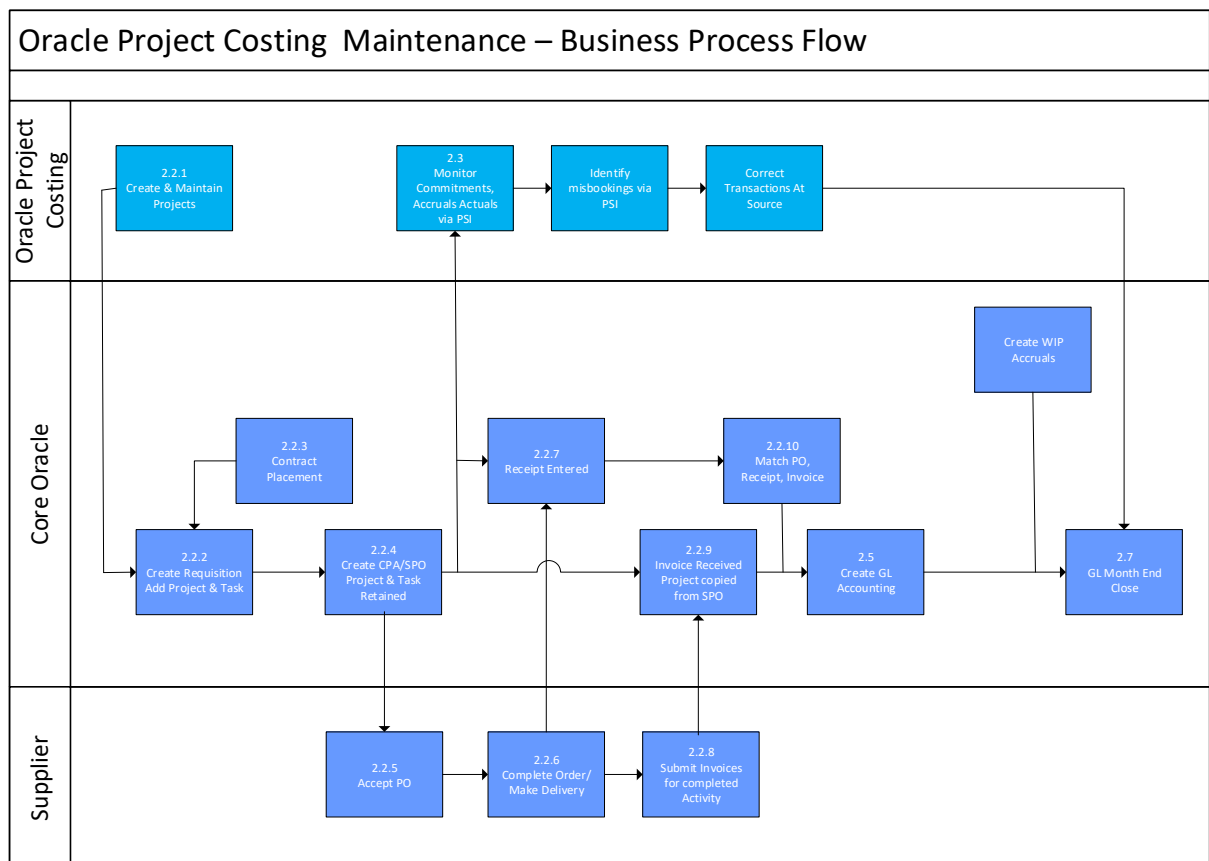 Oracle Project Costing  Maintenance – Business Process Flow
Oracle Project
Costing
2.2.1
Create & Maintain
Projects
2.3
Monitor
Commitments,
Accruals Actuals
via PSI
Identify
misbookings via
PSI
Correct
Transactions At
Source
Core Oracle
Create WIP
Accruals
2.2.3
Contract
Placement
2.2.7
Receipt Entered
2.2.10
Match PO,
Receipt, Invoice
2.2.2
Create Requisition
Add Project & Task
2.2.4
Create CPA/SPO
Project & Task
Retained
2.2.9
Invoice Received
Project copied
from SPO
2.5
Create GL
Accounting
2.7
GL Month End
Close
Supplier
2.2.5
Accept PO
2.2.6
Complete Order/
Make Delivery
2.2.8
Submit Invoices
for completed
Activity